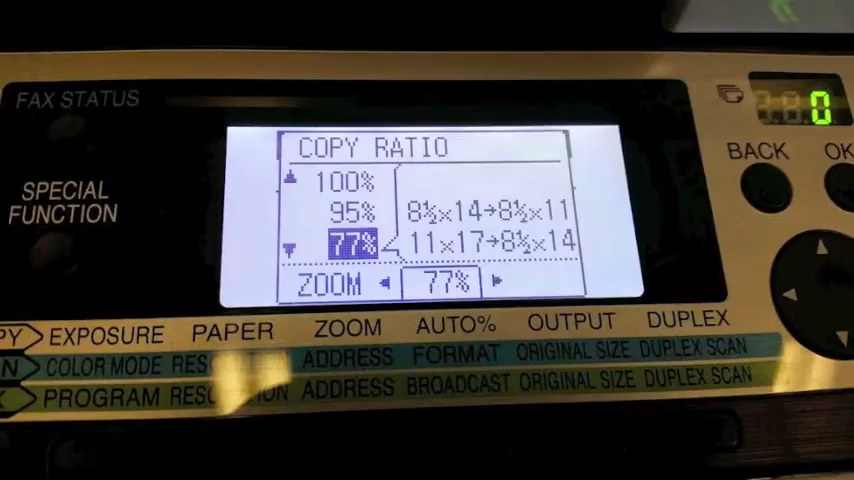 FAX STATUS
0
COPY RATIO
100%
95% 8½×14→8½×11
77% 11×17→8½×14
ZOOM 77%
BACK OK
SPECIAL
FUNCTION
EXPOSURE PAPER ZOOM AUTO% OUTPUT DUPLEX
COLOR MODE ADDRESS FORMAT ORIGINAL SIZE DUPLEX SCAN
PROGRAM ADDRESS BROADCAST ORIGINAL SIZE DUPLEX SCAN